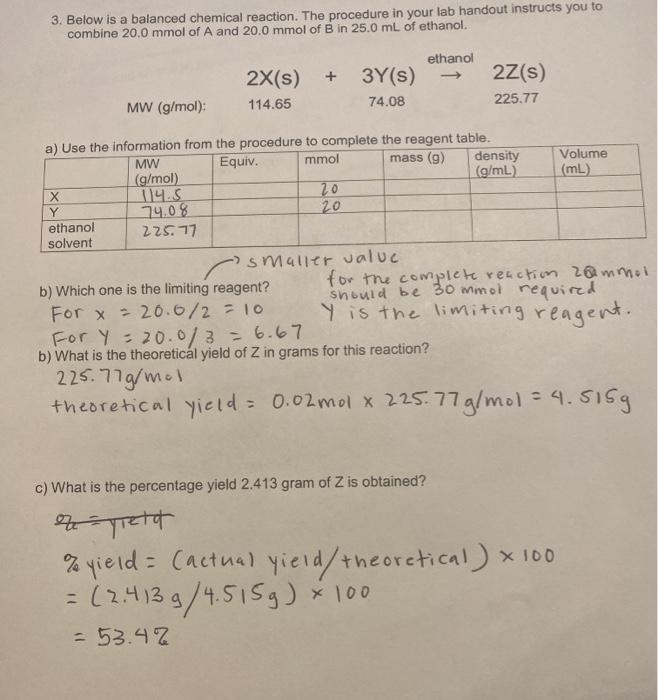 3. Below is a balanced chemical reaction. The procedure in your lab handout instructs you to
combine 20.0 mmol of A and 20.0 mmol of B in 25.0 mL of ethanol.
ethanol
2X(s) + 3Y(s) → 2Z(s)
MW (g/mol): 114.65 74.08 225.77
a) Use the information from the procedure to complete the reagent table.
MW (g/mol) Equiv. mmol mass (g) density (g/mL) Volume (mL)
X 114.5 20
Y 74.08 20
ethanol solvent 225.77
→ smaller value
for the complete reaction 20 mmol
b) Which one is the limiting reagent? should be 30 mmol required
For x = 20.0/2 = 10 Y is the limiting reagent.
For Y = 20.0/3 = 6.67
b) What is the theoretical yield of Z in grams for this reaction?
225.77g/mol
theoretical yield = 0.02mol x 225.77g/mol = 4.515g
c) What is the percentage yield 2.413 gram of Z is obtained?
% yield = (actual yield/theoretical) x 100
= (2.413 g/4.515g) x 100
= 53.4%